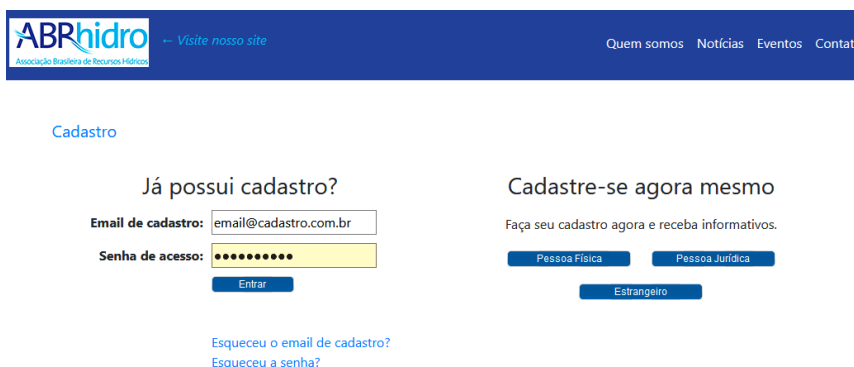 ABRhidro
Associação Brasileira de Recursos Hídricos
← Visite nosso site
Quem somos Notícias Eventos Contat
Cadastro
Já possui cadastro?
Email de cadastro: email@cadastro.com.br
Senha de acesso: ●●●●●●●●●●
Entrar
Esqueceu o email de cadastro?
Esqueceu a senha?
Cadastre-se agora mesmo
Faça seu cadastro agora e receba informativos.
Pessoa Física Pessoa Jurídica
Estrangeiro